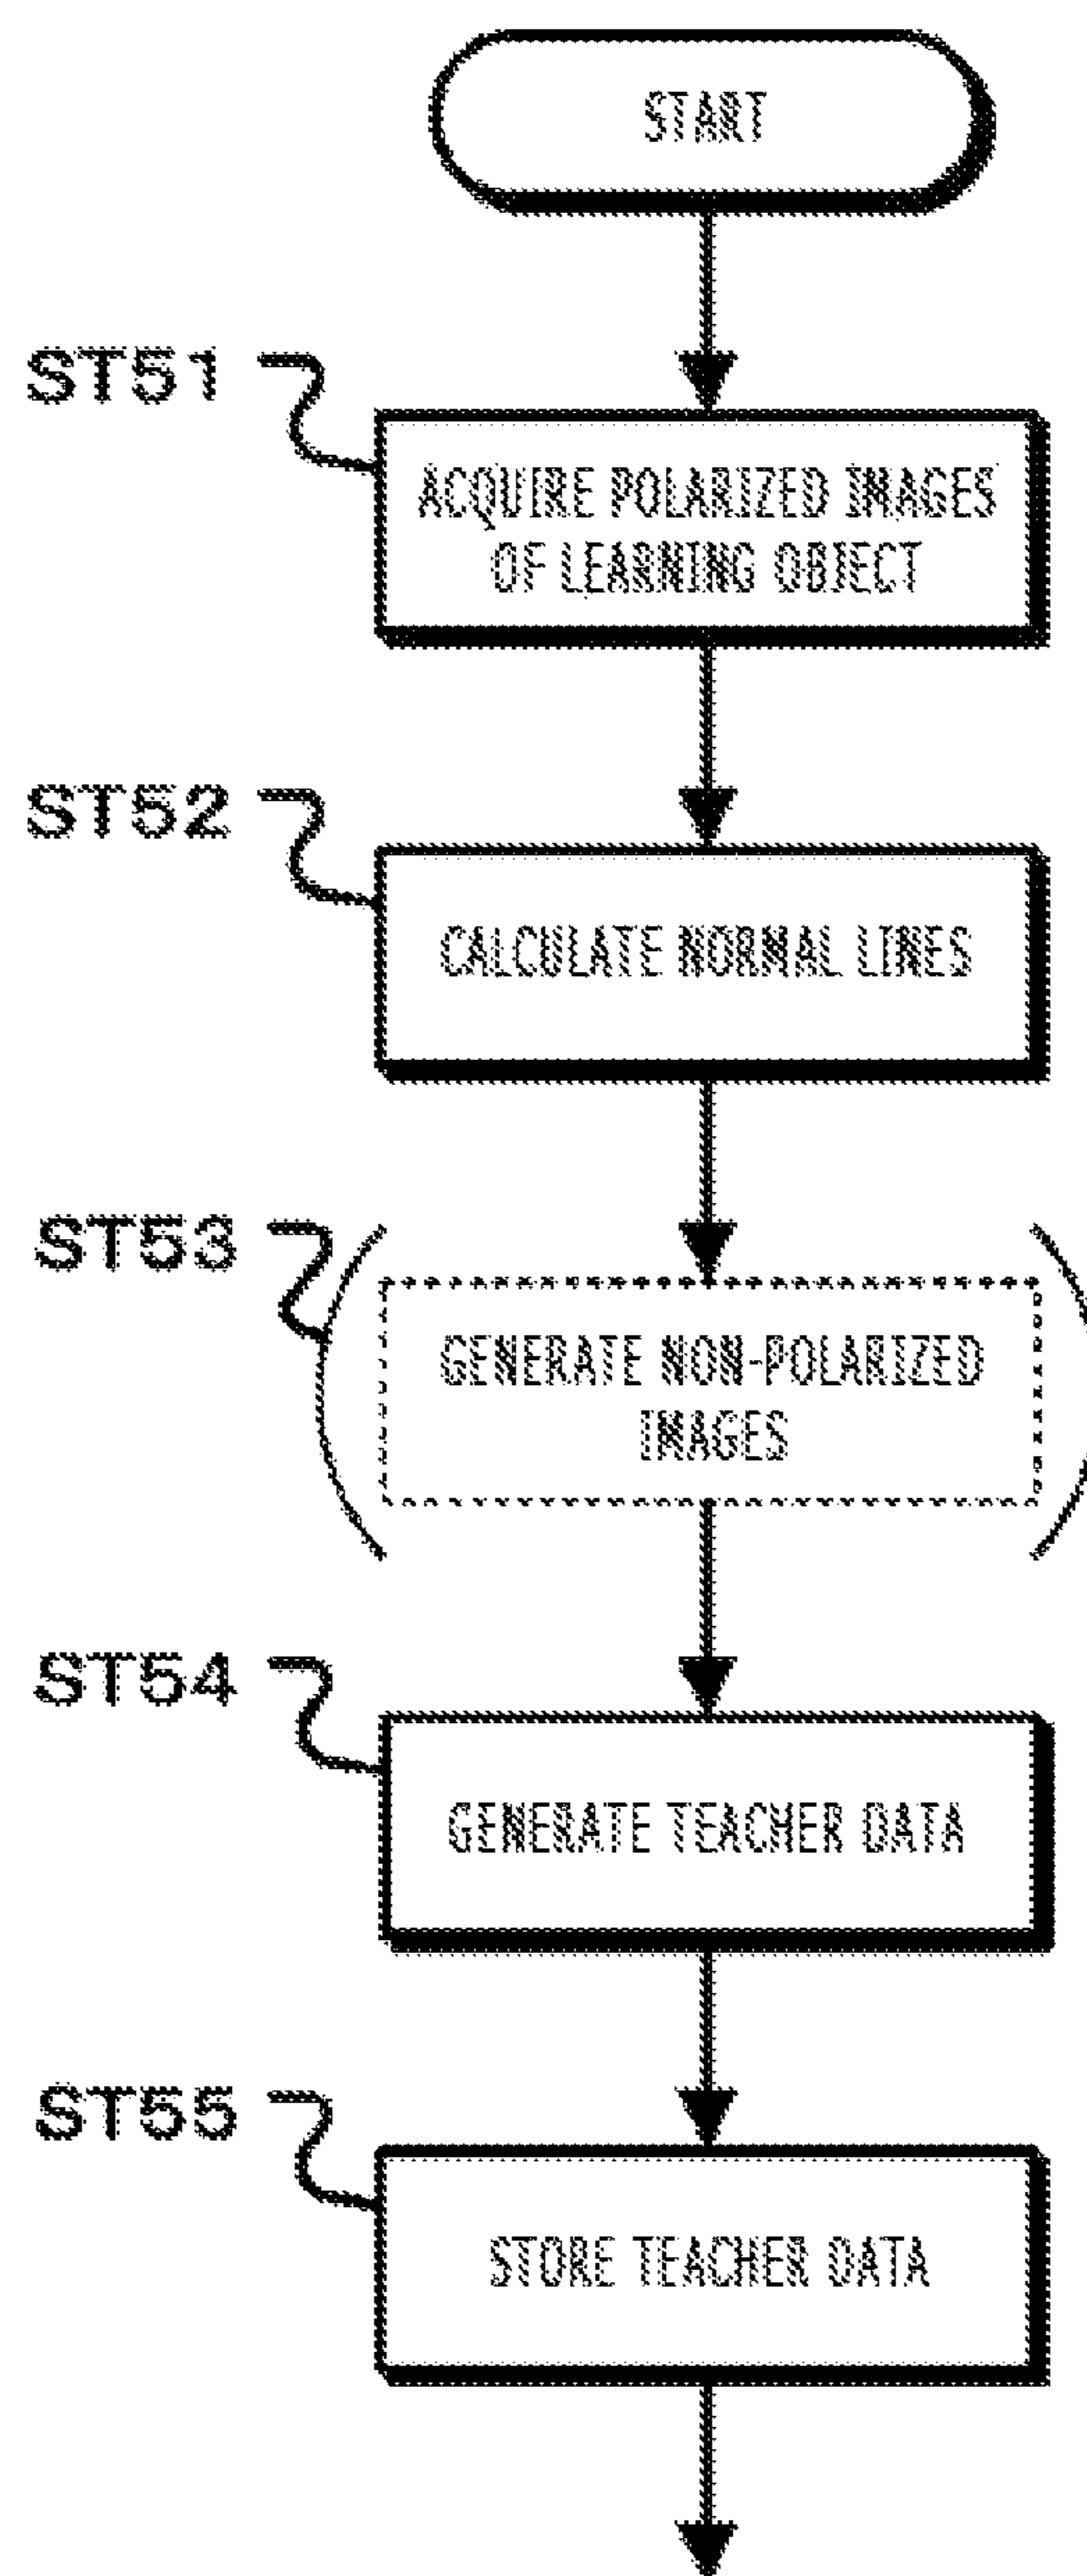 START
ST51
ACQUIRE POLARIZED IMAGES
OF LEARNING OBJECT
ST52
CALCULATE NORMAL LINES
ST53
GENERATE NON-POLARIZED
IMAGES
ST54
GENERATE TEACHER DATA
ST55
STORE TEACHER DATA